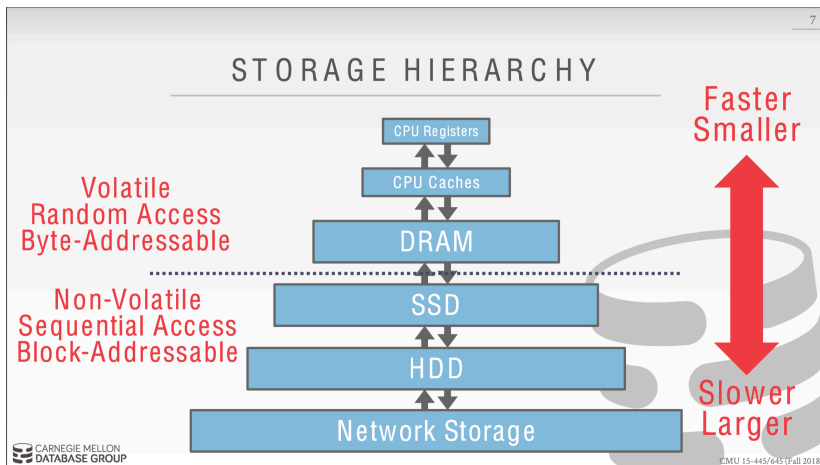 7
STORAGE HIERARCHY
CPU Registers
CPU Caches
DRAM
SSD
HDD
Network Storage
Volatile
Random Access
Byte-Addressable
Non-Volatile
Sequential Access
Block-Addressable
Faster
Smaller
Slower
Larger
CARNEGIE MELLON
DATABASE GROUP
CMU 15-445/645 (Fall 2018